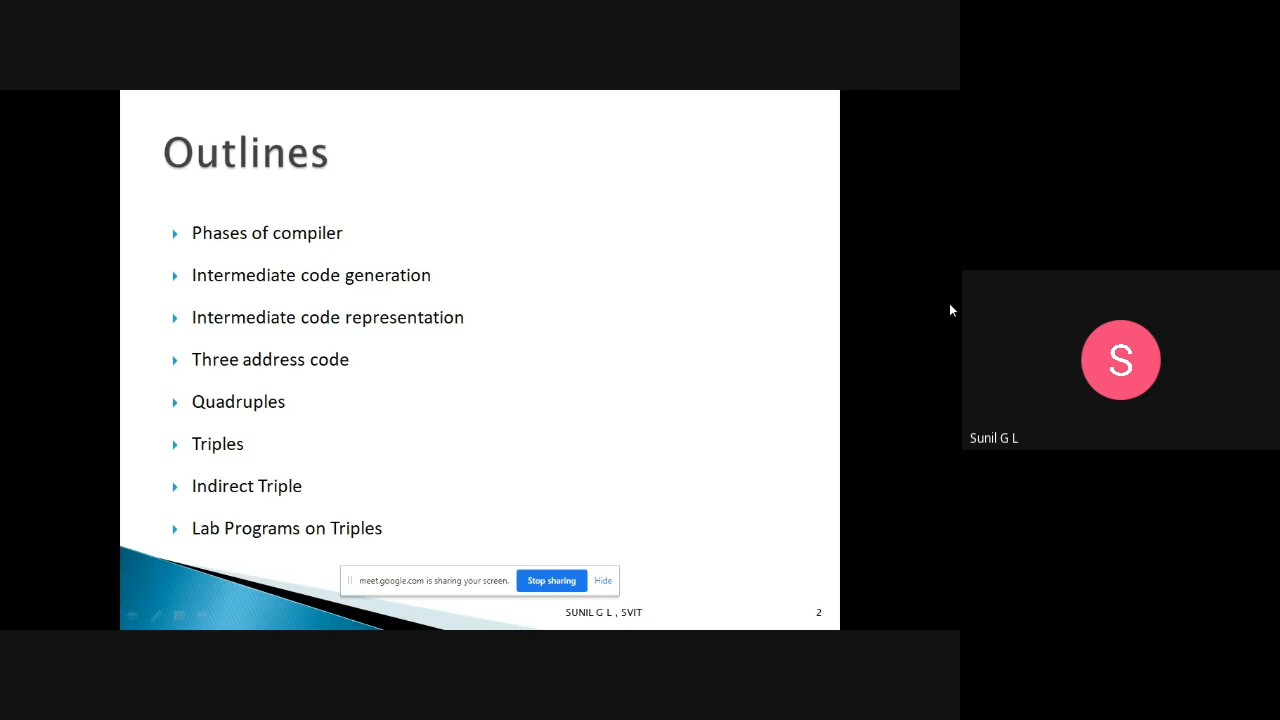 Outlines
Phases of compiler
Intermediate code generation
Intermediate code representation
Three address code
Quadruples
Triples
Indirect Triple
Lab Programs on Triples
meet.google.com is sharing your screen. Stop sharing Hide
SUNIL G L , SVIT 2
S
Sunil G L